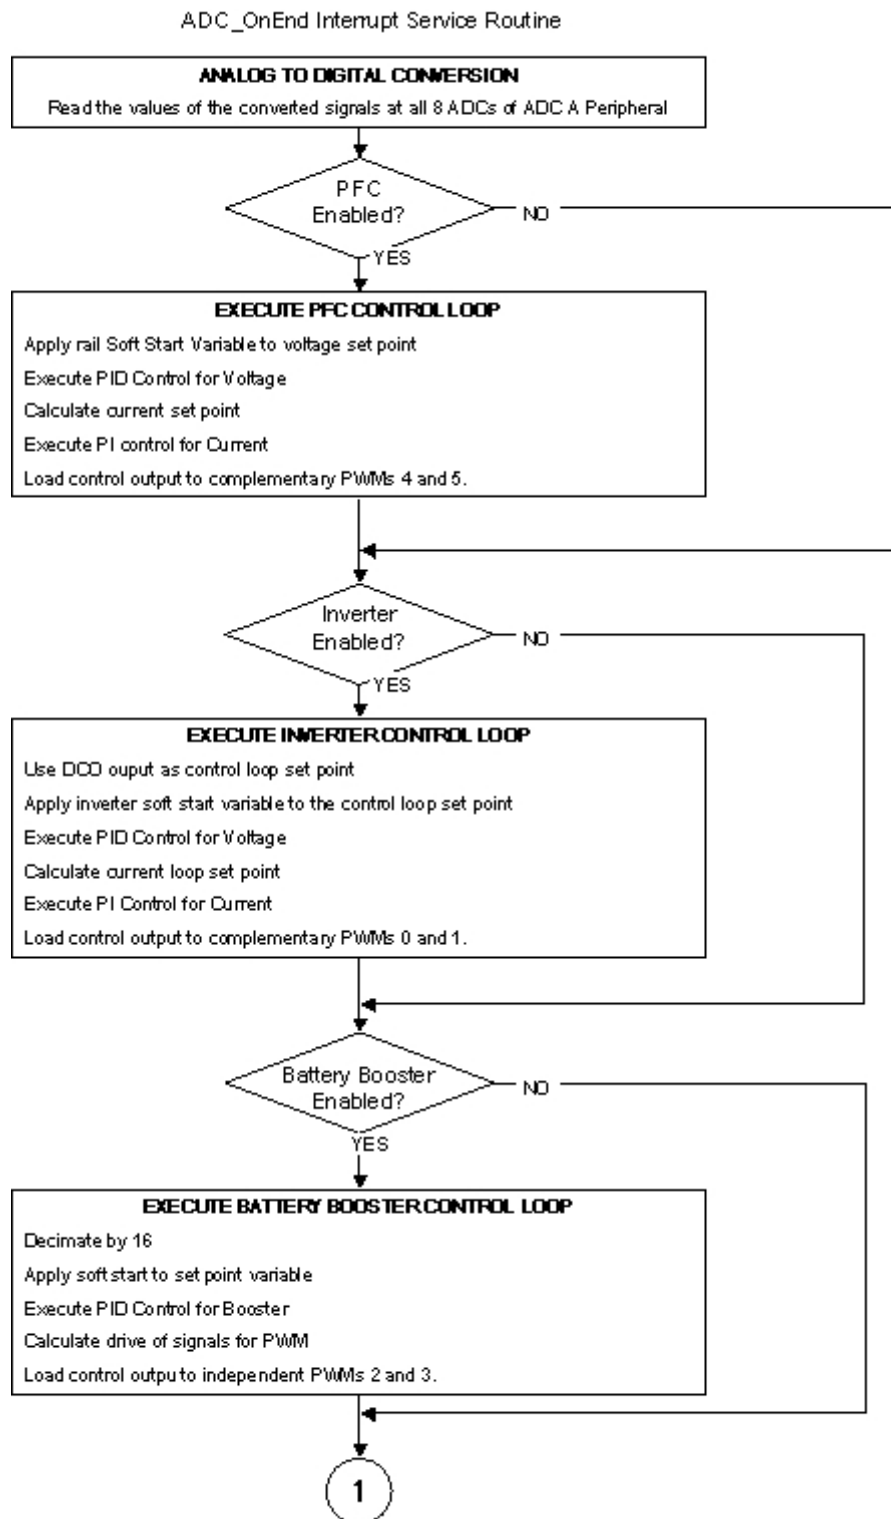 ADC_OnEnd Interrupt Service Routine
ANALOG TO DIGITAL CONVERSION
Read the values of the converted signals at all 8 ADCs of ADC A Peripheral
PFC
Enabled?
NO
YES
EXECUTE PFC CONTROL LOOP
Apply rail Soft Start Variable to voltage set point
Execute PID Control for Voltage
Calculate current set point
Execute PI control for Current
Load control output to complementary PWMs 4 and 5.
Inverter
Enabled?
NO
YES
EXECUTE INVERTER CONTROL LOOP
Use DCO ouput as control loop set point
Apply inverter soft start variable to the control loop set point
Execute PID Control for Voltage
Calculate current loop set point
Execute PI Control for Current
Load control output to complementary PWMs 0 and 1.
Battery Booster
Enabled?
NO
YES
EXECUTE BATTERY BOOSTER CONTROL LOOP
Decimate by 16
Apply soft start to set point variable
Execute PID Control for Booster
Calculate drive of signals for PWM
Load control outpu to independent PWMs 2 and 3.
1